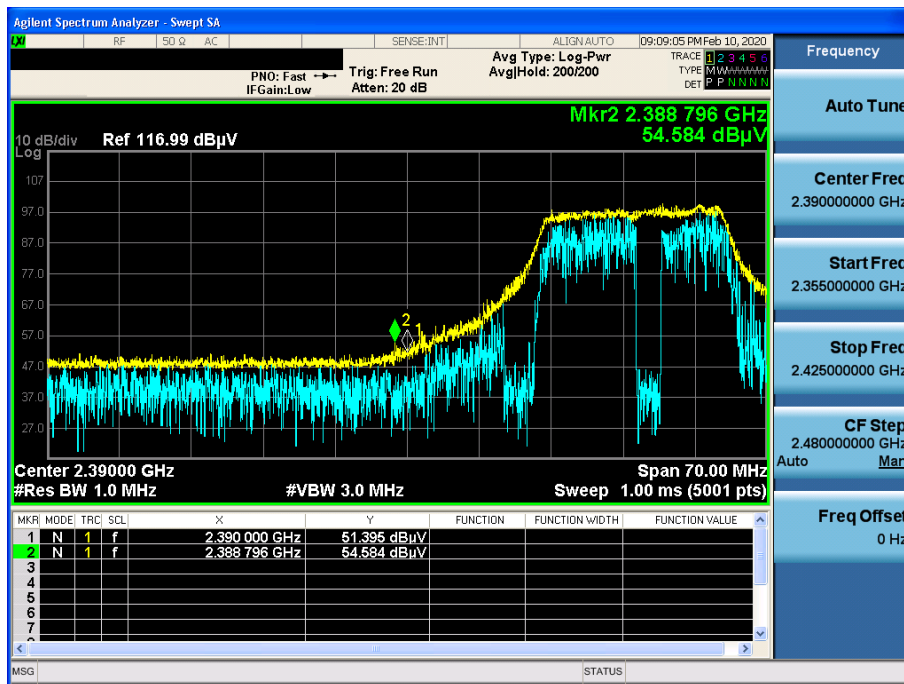 Agilent Spectrum Analyzer - Swept SA
LXI RF 50 Ω AC SENSE:INT ALIGN AUTO 09:09:05 PM Feb 10, 2020
PNO: Fast Trig: Free Run Avg Type: Log-Pwr TRACE 1 2 3 4 5 6
IFGain:Low Atten: 20 dB Avg|Hold: 200/200 TYPE M W W W W W
DET P P N N N N
Mkr2 2.388 796 GHz
54.584 dBµV
10 dB/div Ref 116.99 dBµV
Log
107
97.0
87.0
77.0
67.0
57.0
47.0
37.0
27.0
2
1
Center 2.39000 GHz Span 70.00 MHz
#Res BW 1.0 MHz #VBW 3.0 MHz Sweep 1.00 ms (5001 pts)
MKR MODE TRC SCL X Y FUNCTION FUNCTION WIDTH FUNCTION VALUE
1 N 1 f 2.390 000 GHz 51.395 dBµV
2 N 1 f 2.388 796 GHz 54.584 dBµV
3
4
5
6
7
MSG STATUS
Frequency
Auto Tune
Center Freq
2.390000000 GHz
Start Freq
2.355000000 GHz
Stop Freq
2.425000000 GHz
CF Step
2.480000000 GHz
Auto Man
Freq Offset
0 Hz